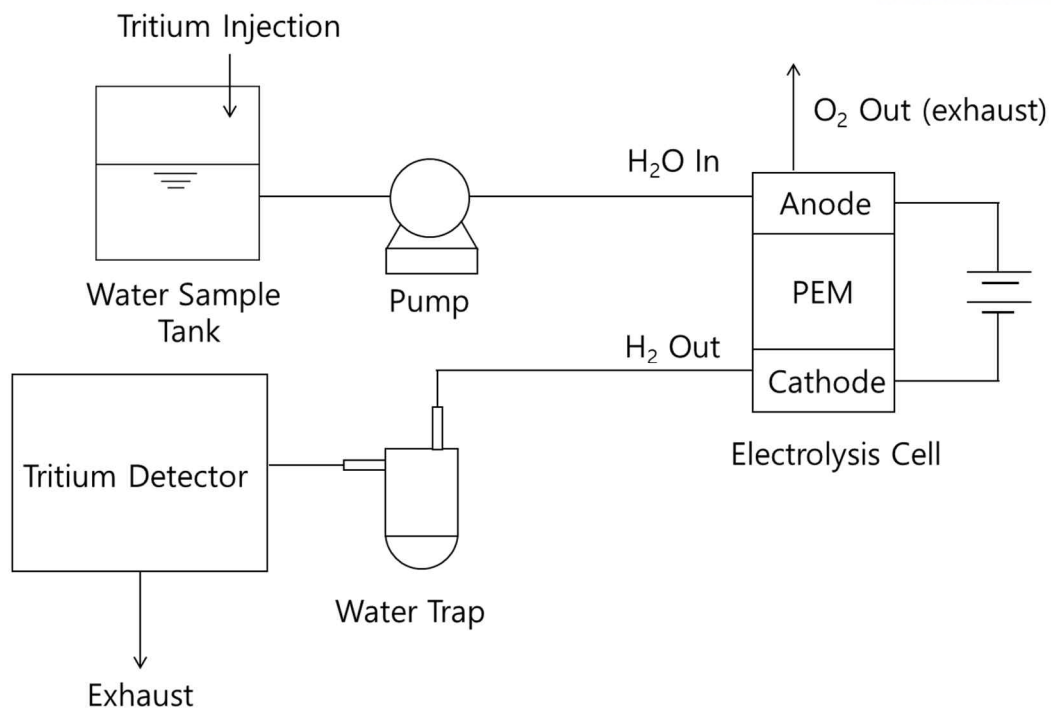 Tritium Injection
O₂ Out (exhaust)
H₂O In
Anode
Water Sample
Tank
Pump
PEM
H₂ Out
Cathode
Tritium Detector
Electrolysis Cell
Water Trap
Exhaust